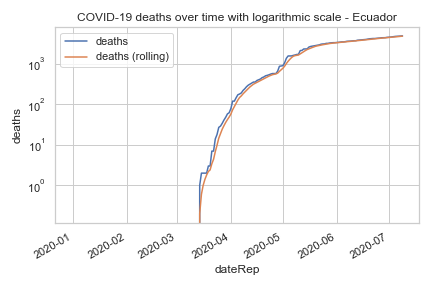 COVID-19 deaths over time with logarithmic scale - Ecuador
deaths
deaths (rolling)
10³
10²
10¹
10⁰
deaths
2020-01
2020-02
2020-03
2020-04
2020-05
2020-06
2020-07
dateRep